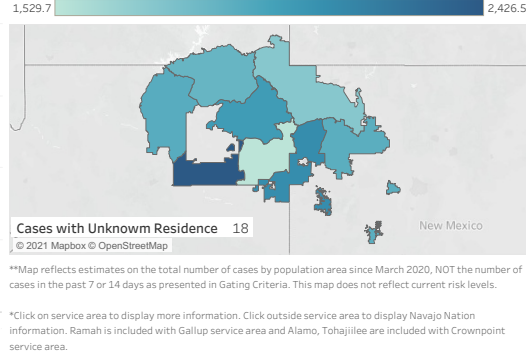 1,529.7 2,426.5
Cases with Unknowm Residence 18
New Mexico
© 2021 Mapbox © OpenStreetMap
**Map reflects estimates on the total number of cases by population area since March 2020, NOT the number of
cases in the past 7 or 14 days as presented in Gating Criteria. This map does not reflect current risk levels.
*Click on service area to display more information. Click outside service area to display Navajo Nation
information. Ramah is included with Gallup service area and Alamo, Tohajiilee are included with Crownpoint
service area.